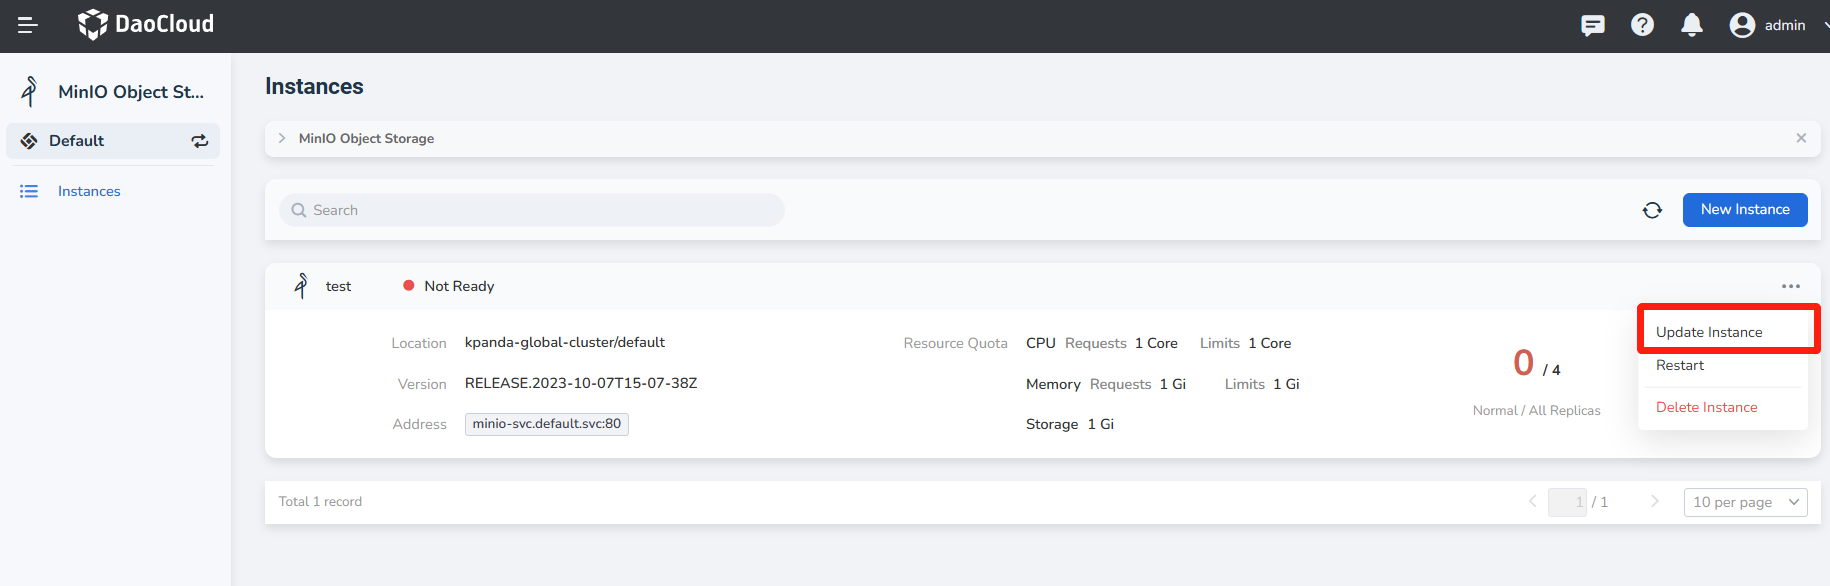 DaoCloud
admin
MinIO Object St...
Default
Instances
Instances
MinIO Object Storage
Search
New Instance
test
Not Ready
Location kpanda-global-cluster/default
Version RELEASE.2023-10-07T15-07-38Z
Address minio-svc.default.svc:80
Resource Quota CPU Requests 1 Core Limits 1 Core
Memory Requests 1 Gi Limits 1 Gi
Storage 1 Gi
0 / 4
Normal / All Replicas
Update Instance
Restart
Delete Instance
Total 1 record
1 / 1
10 per page